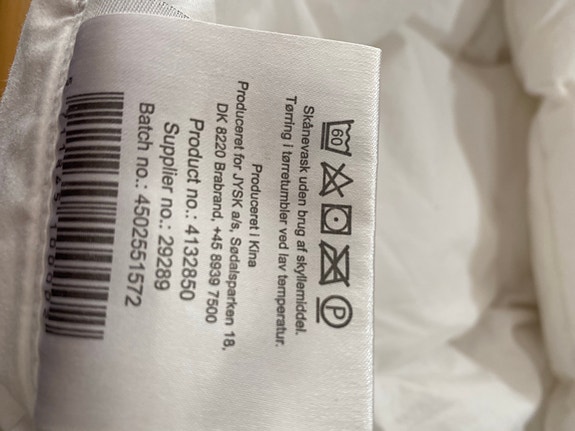 60
P
Skånevask uden brug af skyllemiddel.
Tørring i tørretumbler ved lav temperatur.
Produceret i Kina
Produceret for JYSK a/s, Sødalsparken 18,
DK 8220 Brabrand, +45 8939 7500
Product no.: 4132850
Supplier no.: 29289
Batch no.: 4502551572